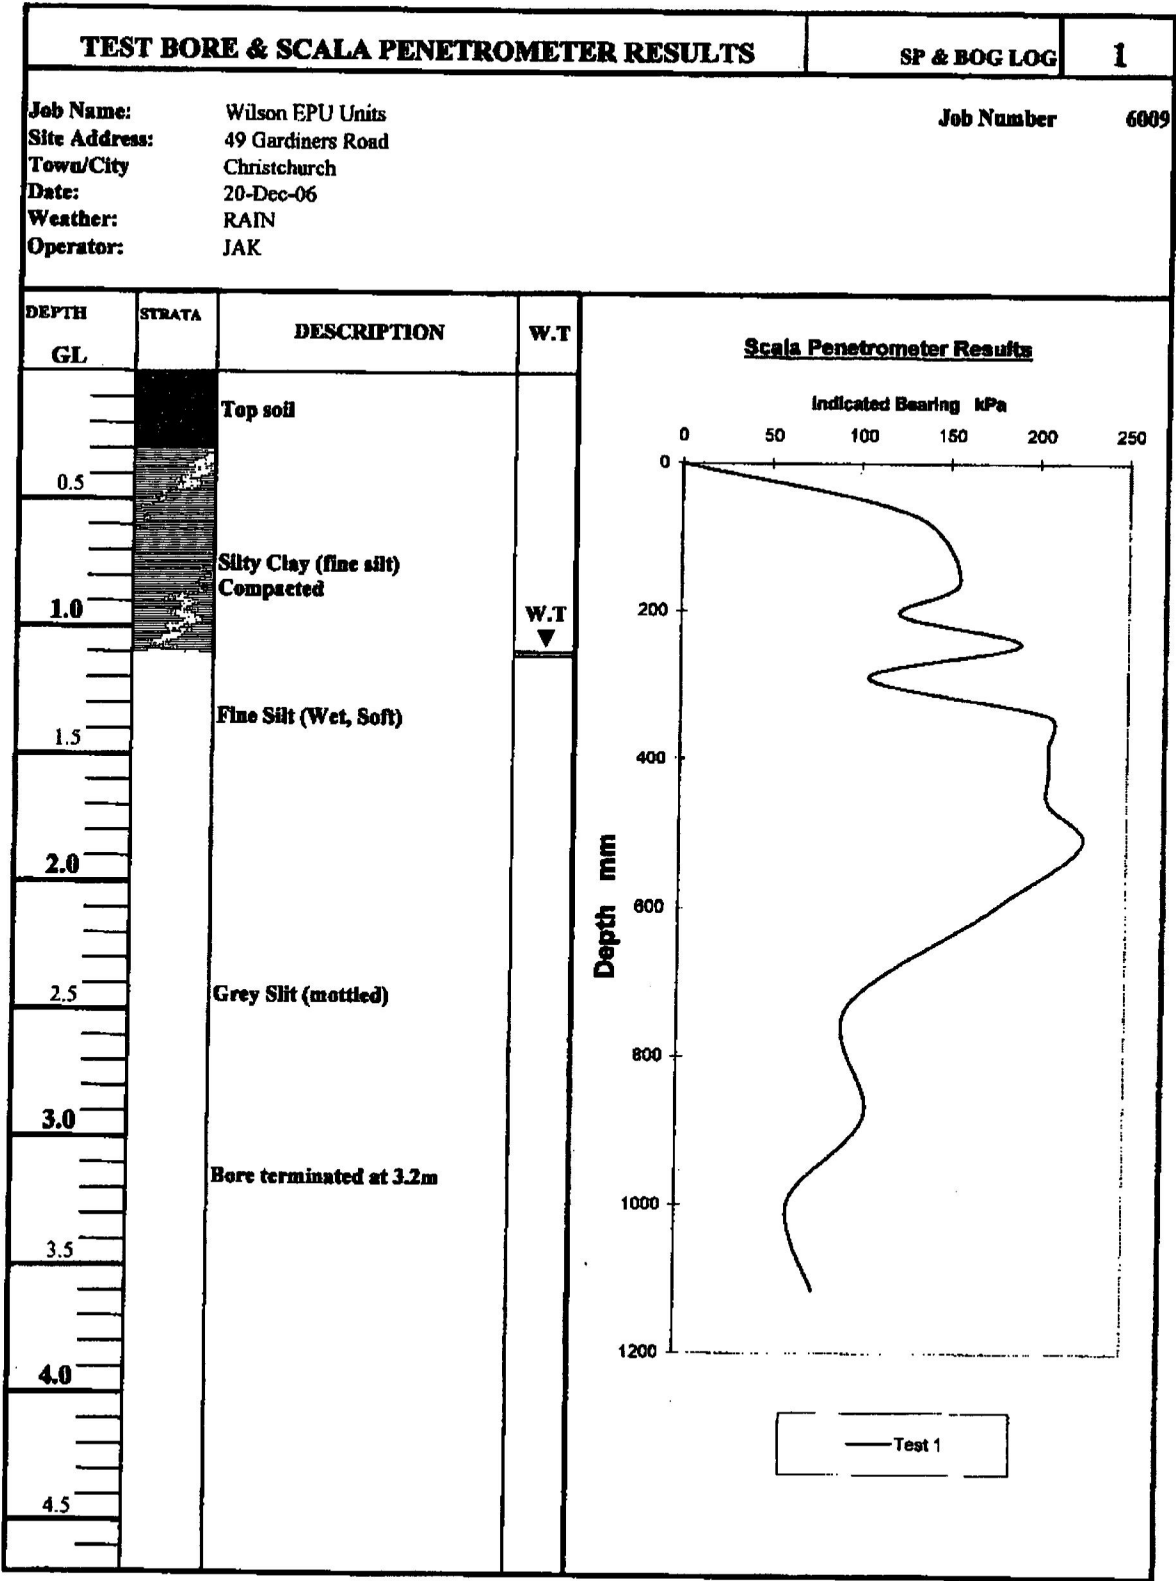 TEST BORE & SCALA PENETROMETER RESULTS SP & BOG LOG 1
Job Name: Wilson EPU Units Job Number 6009
Site Address: 49 Gardiners Road
Town/City Christchurch
Date: 20-Dec-06
Weather: RAIN
Operator: JAK
DEPTH STRATA DESCRIPTION W.T
GL
Top soil
0.5
Silty Clay (fine silt)
Compacted
1.0
W.T
Fine Silt (Wet, Soft)
1.5
2.0
2.5
Grey Slit (mottled)
3.0
Bore terminated at 3.2m
3.5
4.0
4.5
Scala Penetrometer Results
Indicated Bearing kPa
0 50 100 150 200 250
0
200
400
600
800
1000
1200
Depth mm
Test 1